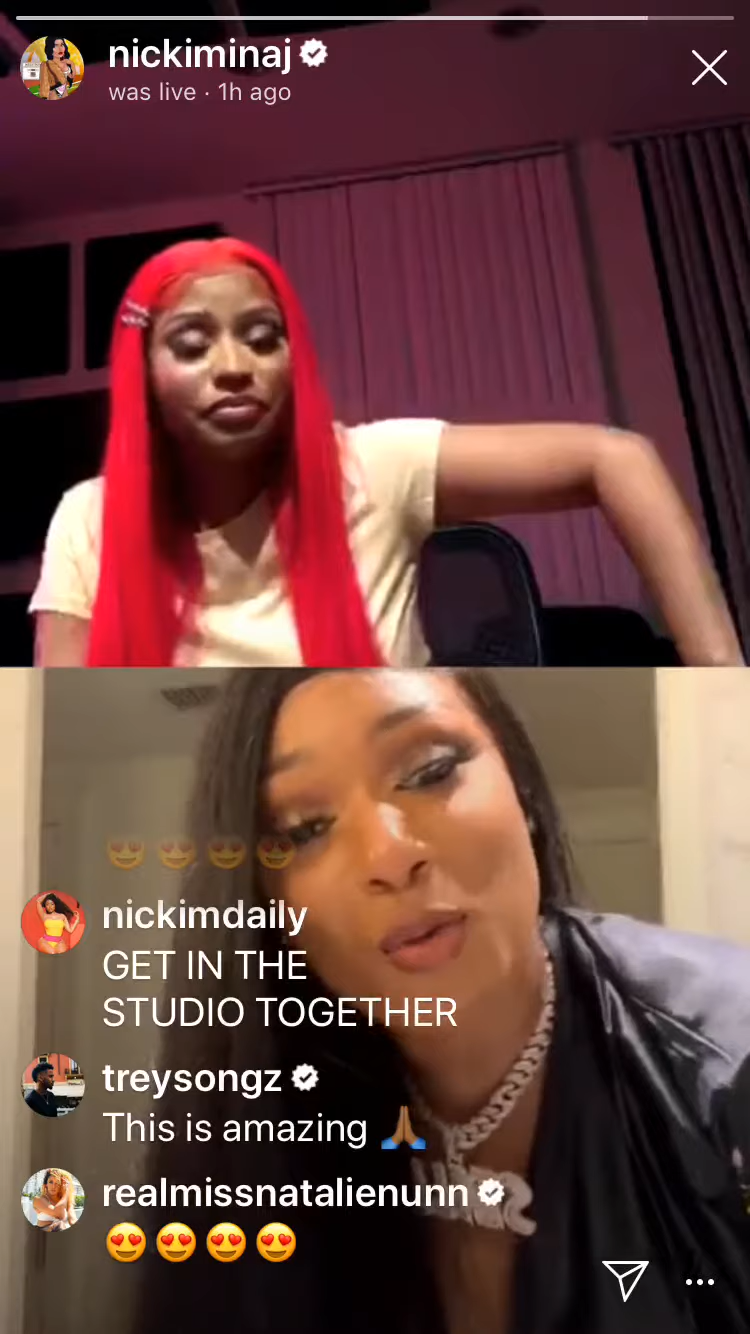 nickiminaj
was live · 1h ago
😍😍😍😍
nickimdaily
GET IN THE
STUDIO TOGETHER
treysongz
This is amazing 🙏🏾
realmissnatalienunn
😍😍😍😍